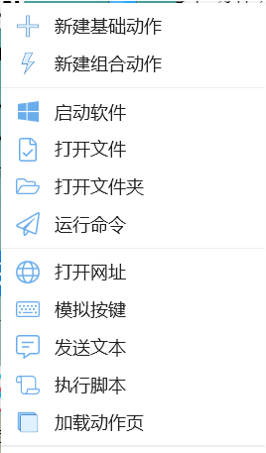 新建基础动作
新建组合动作
启动软件
打开文件
打开文件夹
运行命令
打开网址
模拟按键
发送文本
执行脚本
加载动作页